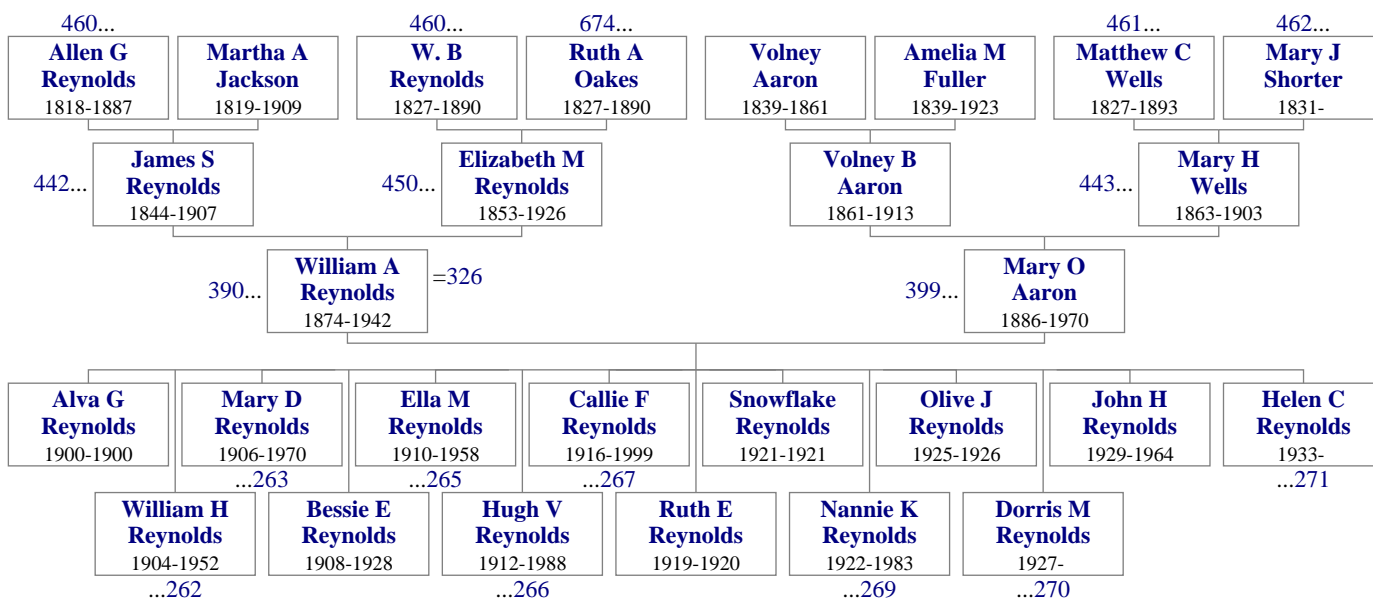 460...
460...
674...
461...
462...
Allen G
Reynolds
1818-1887
Martha A
Jackson
1819-1909
W. B
Reynolds
1827-1890
Ruth A
Oakes
1827-1890
Volney
Aaron
1839-1861
Amelia M
Fuller
1839-1923
Matthew C
Wells
1827-1893
Mary J
Shorter
1831-
442...
James S
Reynolds
1844-1907
450...
Elizabeth M
Reynolds
1853-1926
Volney B
Aaron
1861-1913
443...
Mary H
Wells
1863-1903
390...
William A
Reynolds
1874-1942
=326
399...
Mary O
Aaron
1886-1970
Alva G
Reynolds
1900-1900
Mary D
Reynolds
1906-1970
...263
Ella M
Reynolds
1910-1958
...265
Callie F
Reynolds
1916-1999
...267
Snowflake
Reynolds
1921-1921
Olive J
Reynolds
1925-1926
John H
Reynolds
1929-1964
Helen C
Reynolds
1933-
...271
William H
Reynolds
1904-1952
...262
Bessie E
Reynolds
1908-1928
Hugh V
Reynolds
1912-1988
...266
Ruth E
Reynolds
1919-1920
Nannie K
Reynolds
1922-1983
...269
Dorris M
Reynolds
1927-
...270